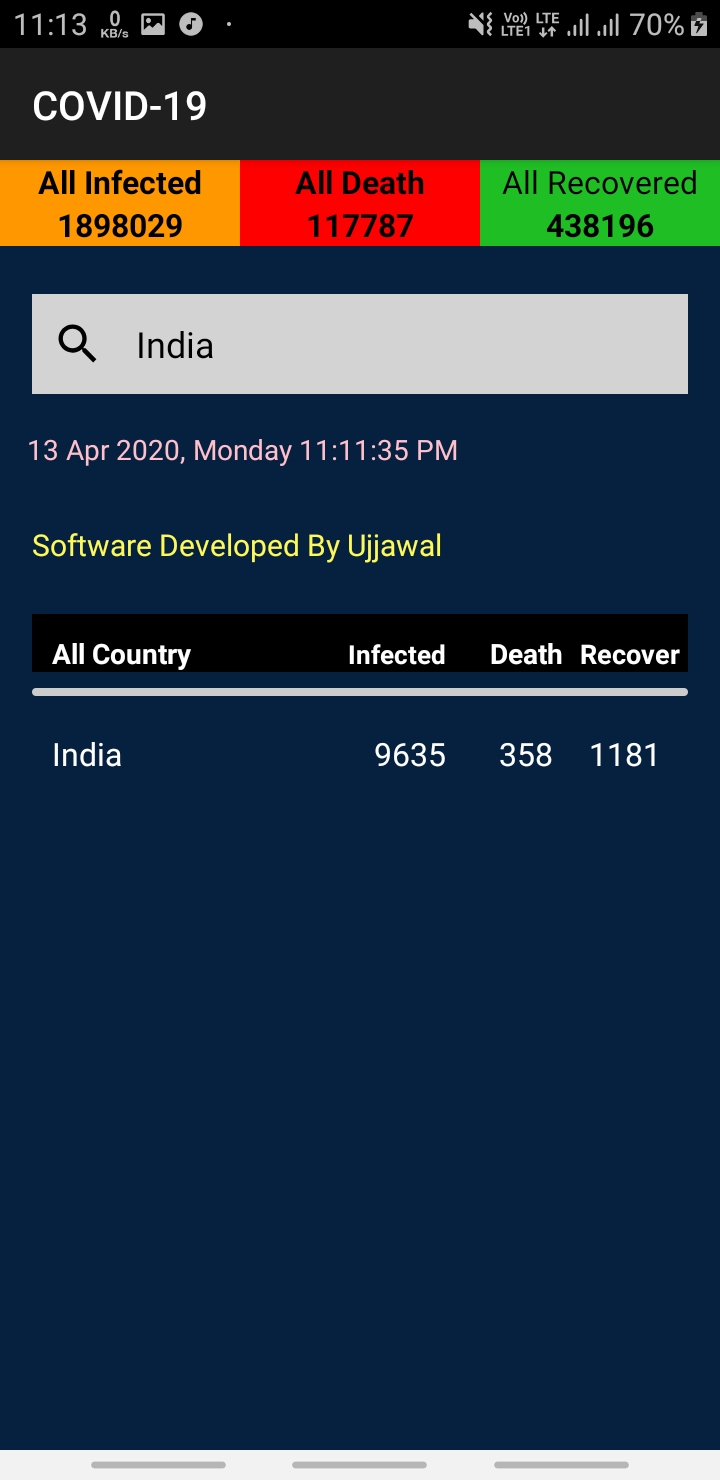 11:13 0 KB/s Vo)) LTE1 LTE 70%
COVID-19
All Infected All Death All Recovered
1898029 117787 438196
India
13 Apr 2020, Monday 11:11:35 PM
Software Developed By Ujjawal
All Country Infected Death Recover
India 9635 358 1181